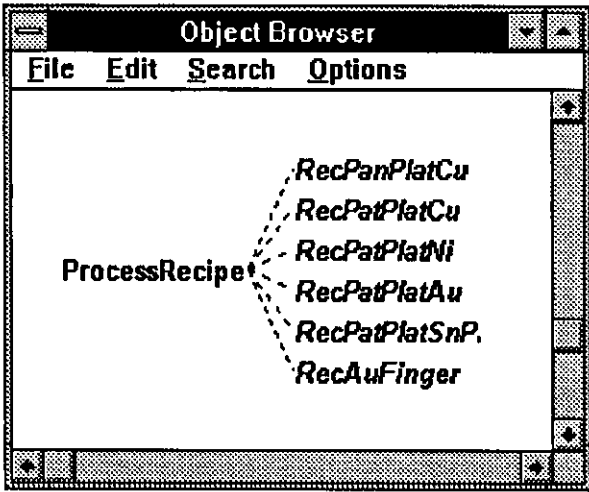 Object Browser
File Edit Search Options
RecPanPlatCu
RecPatPlatCu
RecPatPlatNi
ProcessRecipe
RecPatPlatAu
RecPatPlatSnP.
RecAuFinger